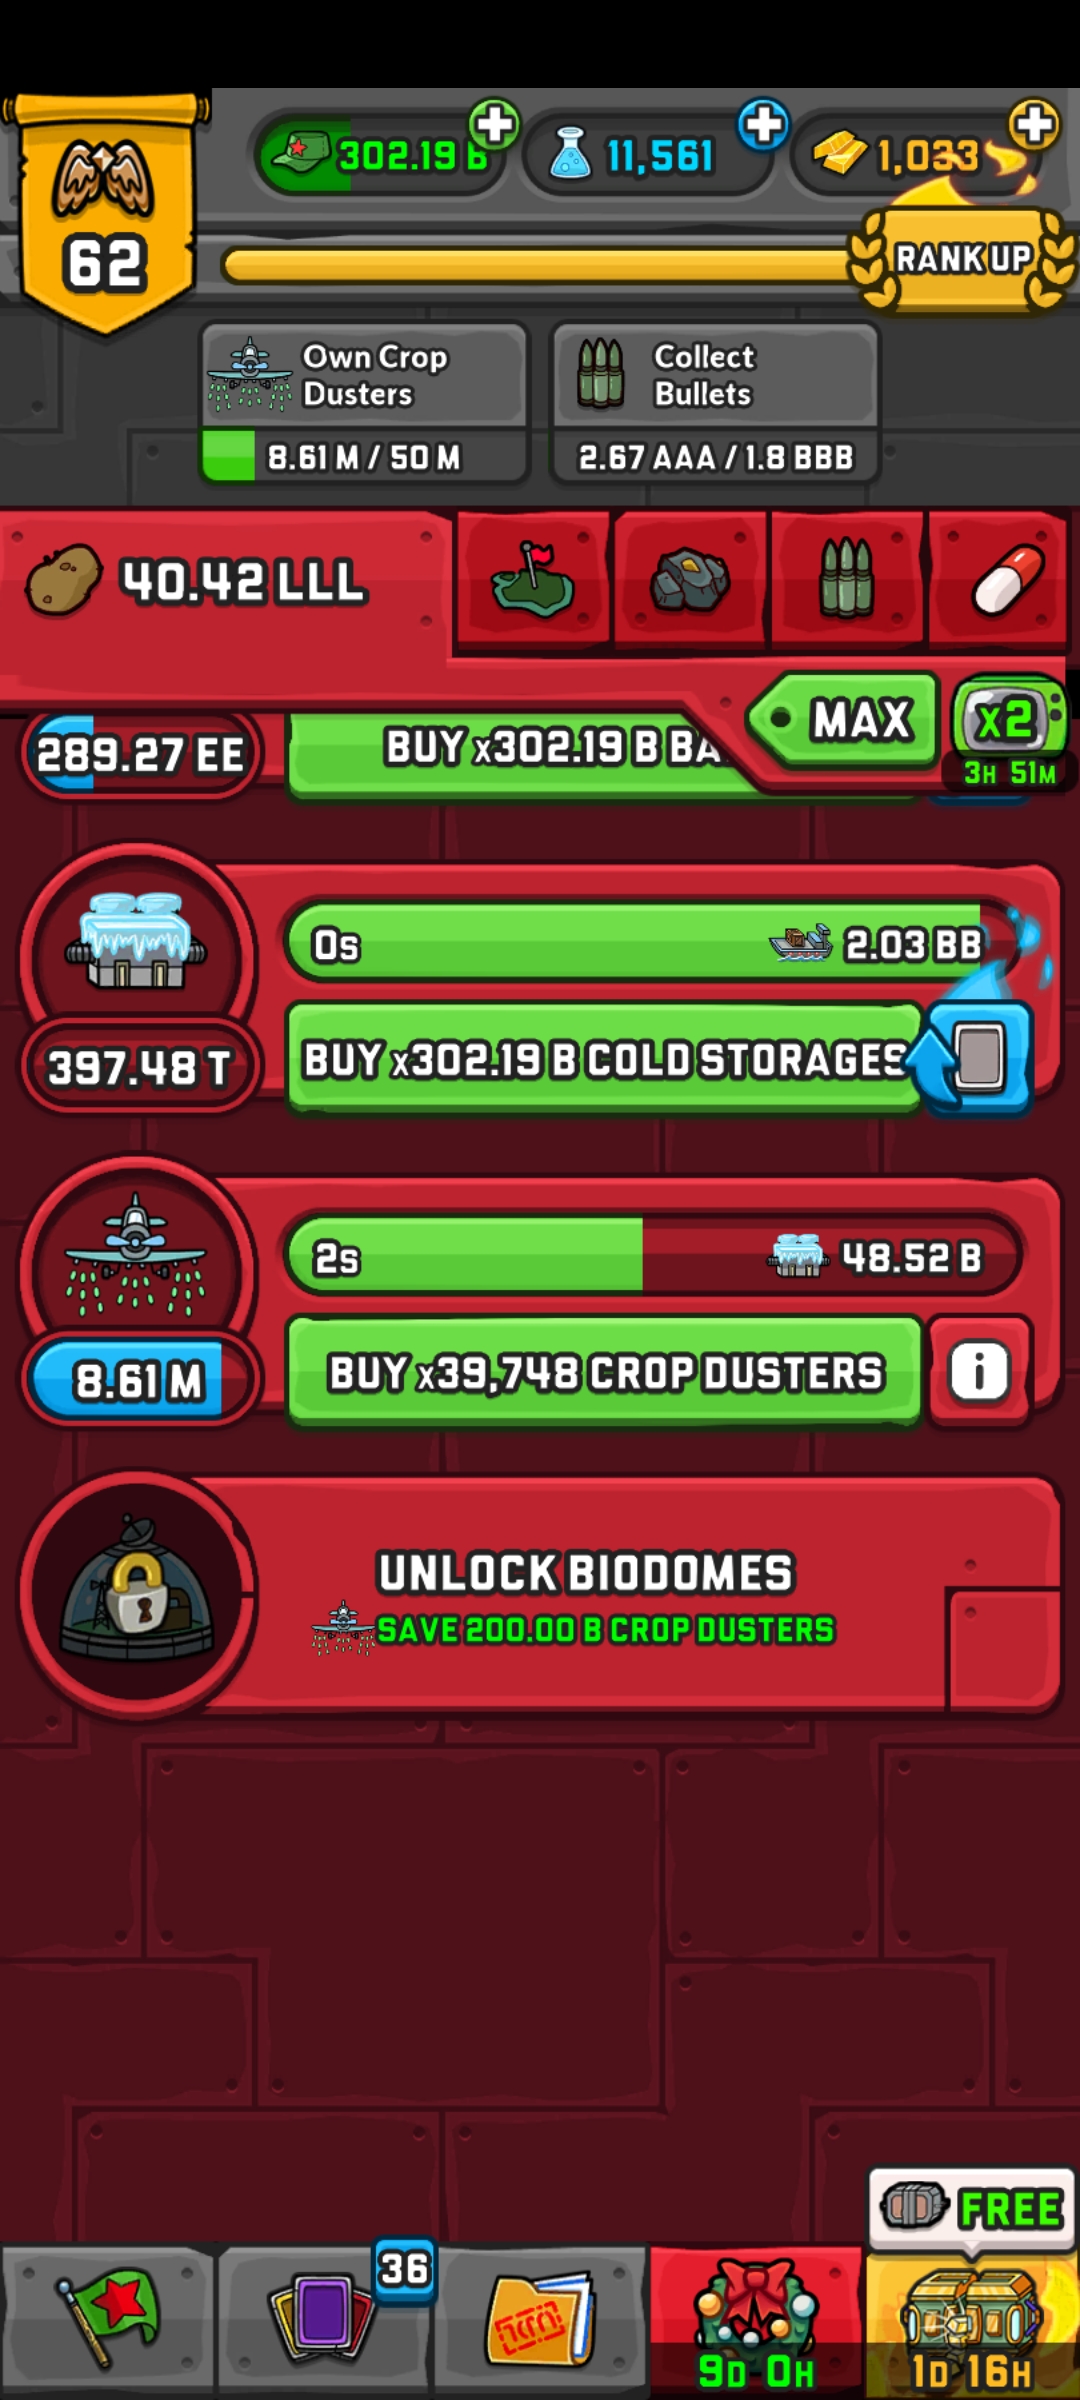 302.19 B
11,561
1,033
62
RANK UP
Own Crop
Dusters
8.61 M / 50 M
Collect
Bullets
2.67 AAA / 1.8 BBB
40.42 LLL
MAX
x2
3H 51M
289.27 EE
BUY x302.19 B BA
0s
2.03 BB
397.48 T
BUY x302.19 B COLD STORAGES
2s
48.52 B
8.61 M
BUY x39,748 CROP DUSTERS
i
UNLOCK BIODOMES
SAVE 200.00 B CROP DUSTERS
FREE
36
9D 0H
1D 16H